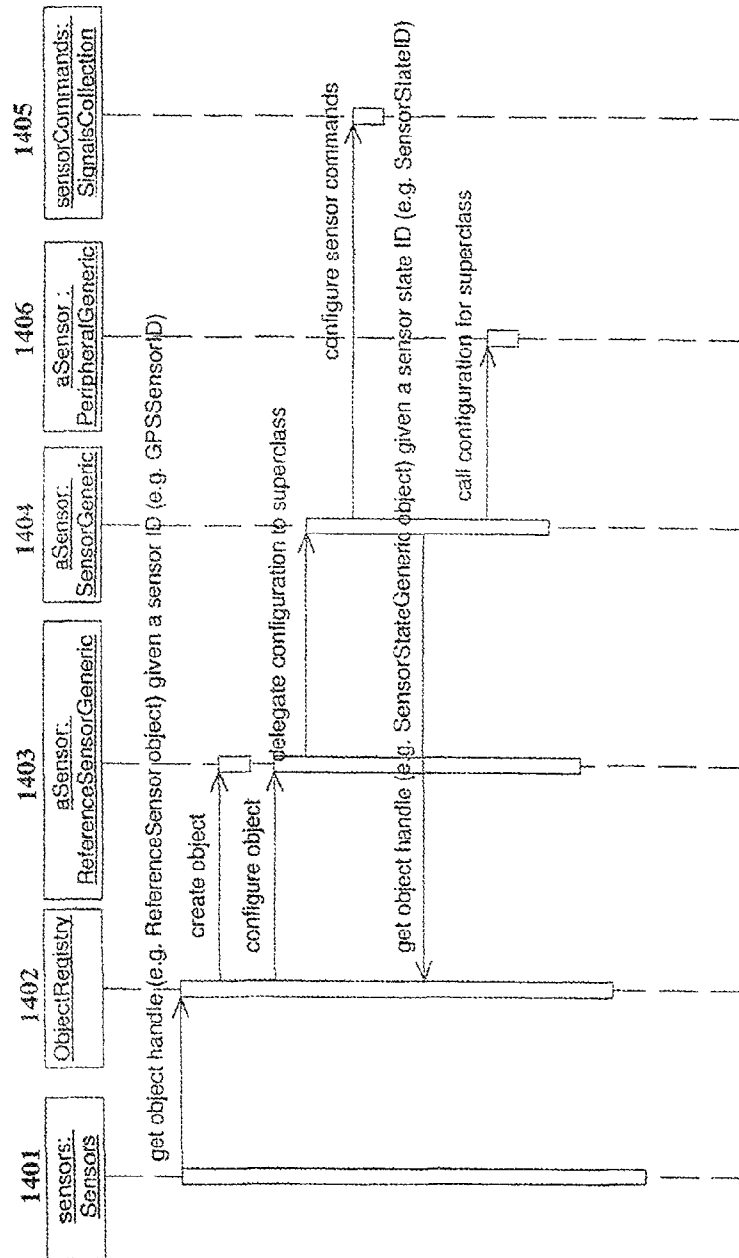 1401
sensors:
Sensors
1402
ObjectRegistry
1403
aSensor:
ReferenceSensorGeneric
1404
aSensor:
SensorGeneric
1406
aSensor :
PeripheralGeneric
1405
sensorCommands:
SignalsCollection
get object handle (e.g. ReferenceSensor object) given a sensor ID (e.g. GPSSensorID)
create object
configure object
delegate configuration to superclass
configure sensor commands
get object handle (e.g. SensorStateGeneric object) given a sensor state ID (e.g. SensorStateID)
call configuration for superclass